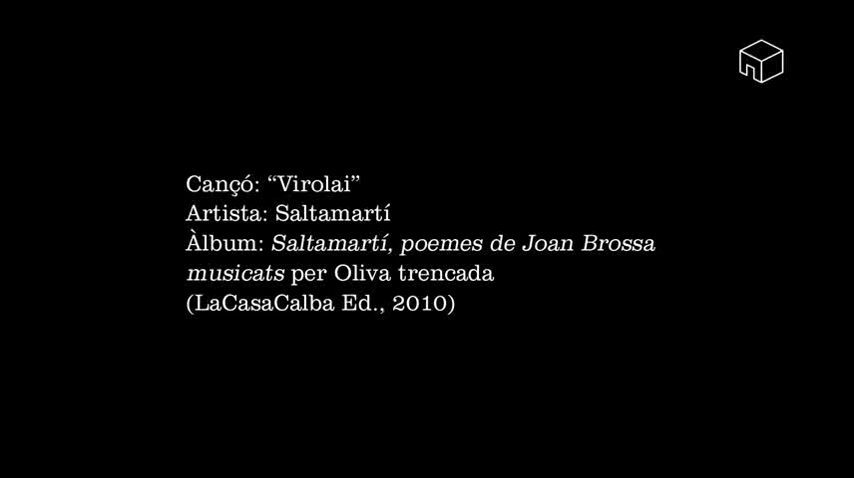 Cançó: “Virolai”
Artista: Saltamartí
Àlbum: Saltamartí, poemes de Joan Brossa
musicats per Oliva trencada
(LaCasaCalba Ed., 2010)